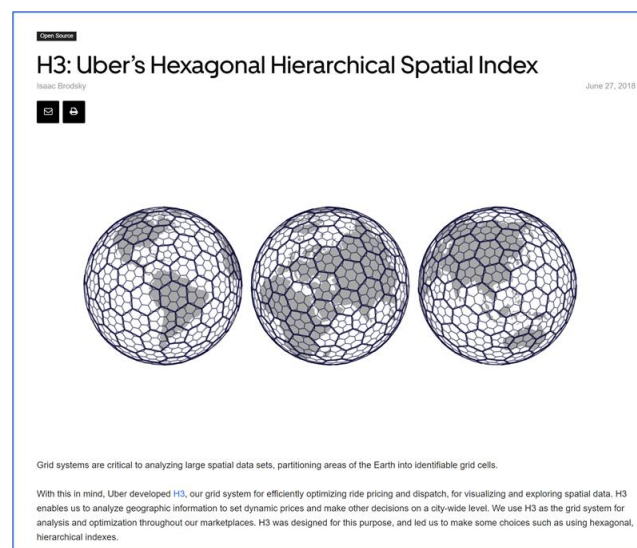 Open Source
H3: Uber’s Hexagonal Hierarchical Spatial Index
Isaac Brodsky June 27, 2018
Grid systems are critical to analyzing large spatial data sets, partitioning areas of the Earth into identifiable grid cells.
With this in mind, Uber developed H3, our grid system for efficiently optimizing ride pricing and dispatch, for visualizing and exploring spatial data. H3
enables us to analyze geographic information to set dynamic prices and make other decisions on a city-wide level. We use H3 as the grid system for
analysis and optimization throughout our marketplaces. H3 was designed for this purpose, and led us to make some choices such as using hexagonal,
hierarchical indexes.